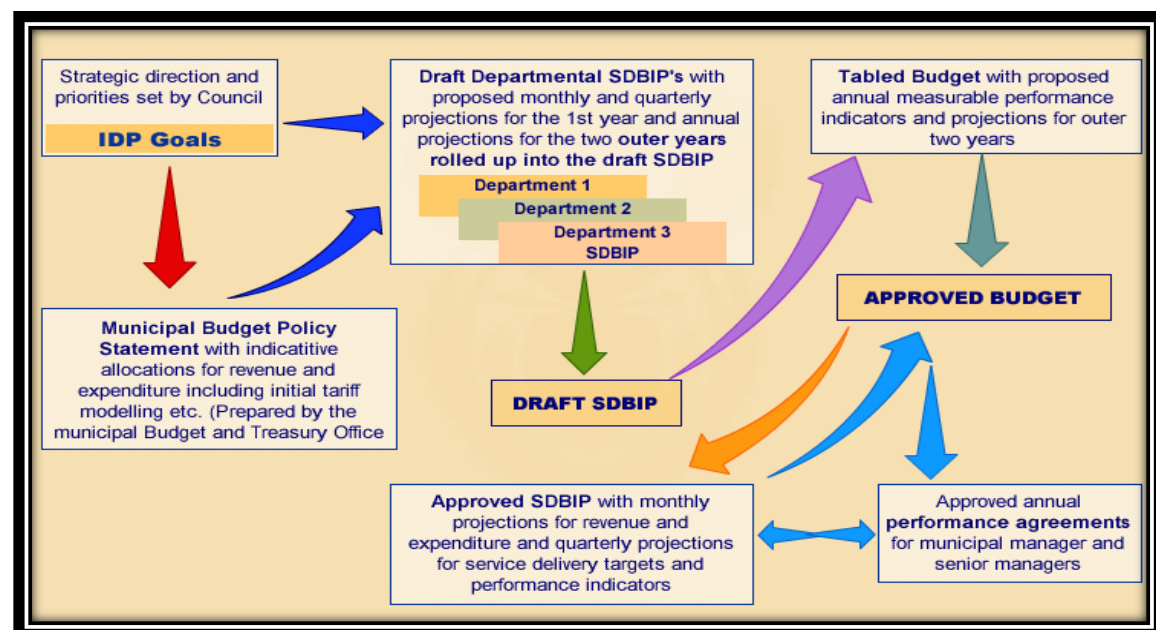 Strategic direction and
priorities set by Council
IDP Goals
Municipal Budget Policy
Statement with indicatitive
allocations for revenue and
expenditure including initial tariff
modelling etc. (Prepared by the
municipal Budget and Treasury Office
Draft Departmental SDBIP's with
proposed monthly and quarterly
projections for the 1st year and annual
projections for the two outer years
rolled up into the draft SDBIP
Department 1
Department 2
Department 3
SDBIP
DRAFT SDBIP
Tabled Budget with proposed
annual measurable performance
indicators and projections for outer
two years
APPROVED BUDGET
Approved SDBIP with monthly
projections for revenue and
expenditure and quarterly projections
for service delivery targets and
performance indicators
Approved annual
performance agreements
for municipal manager and
senior managers